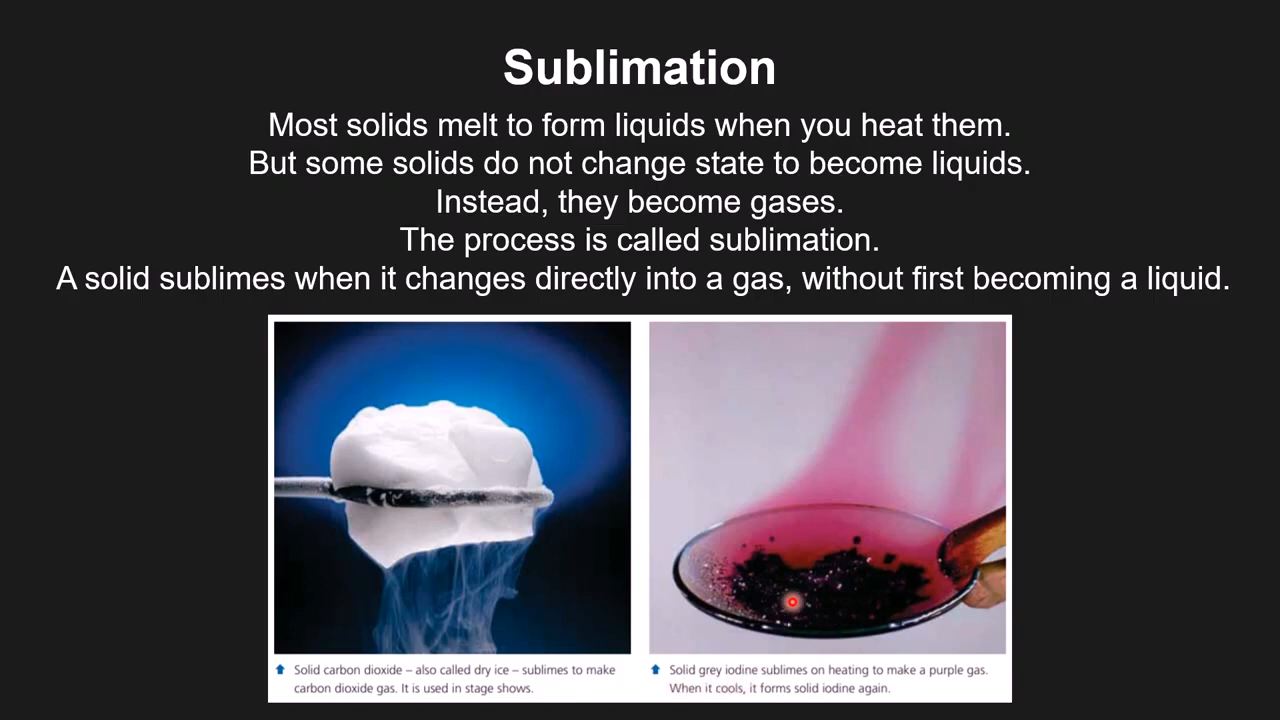 Sublimation
Most solids melt to form liquids when you heat them.
But some solids do not change state to become liquids.
Instead, they become gases.
The process is called sublimation.
A solid sublimes when it changes directly into a gas, without first becoming a liquid.
Solid carbon dioxide – also called dry ice – sublimes to make
carbon dioxide gas. It is used in stage shows.
Solid grey iodine sublimes on heating to make a purple gas.
When it cools, it forms solid iodine again.